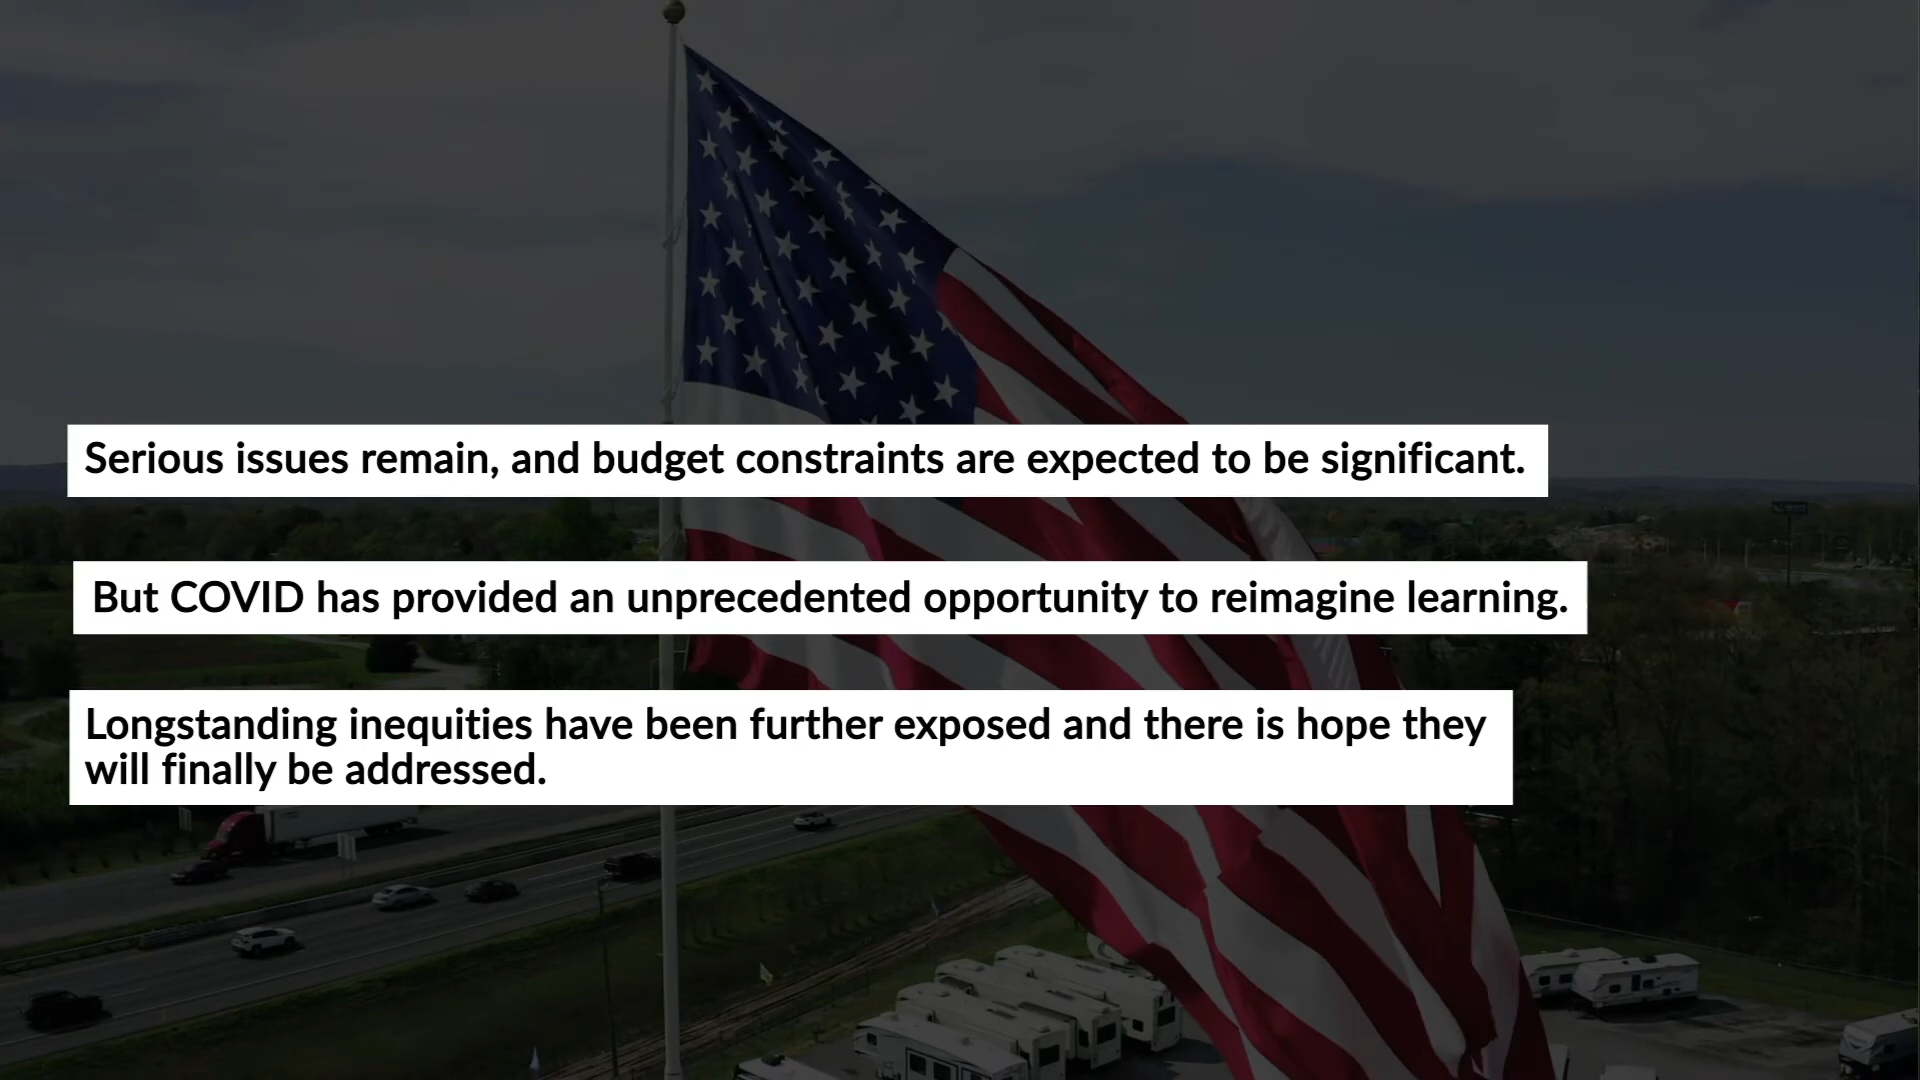 Serious issues remain, and budget constraints are expected to be significant.
But COVID has provided an unprecedented opportunity to reimagine learning.
Longstanding inequities have been further exposed and there is hope they
will finally be addressed.